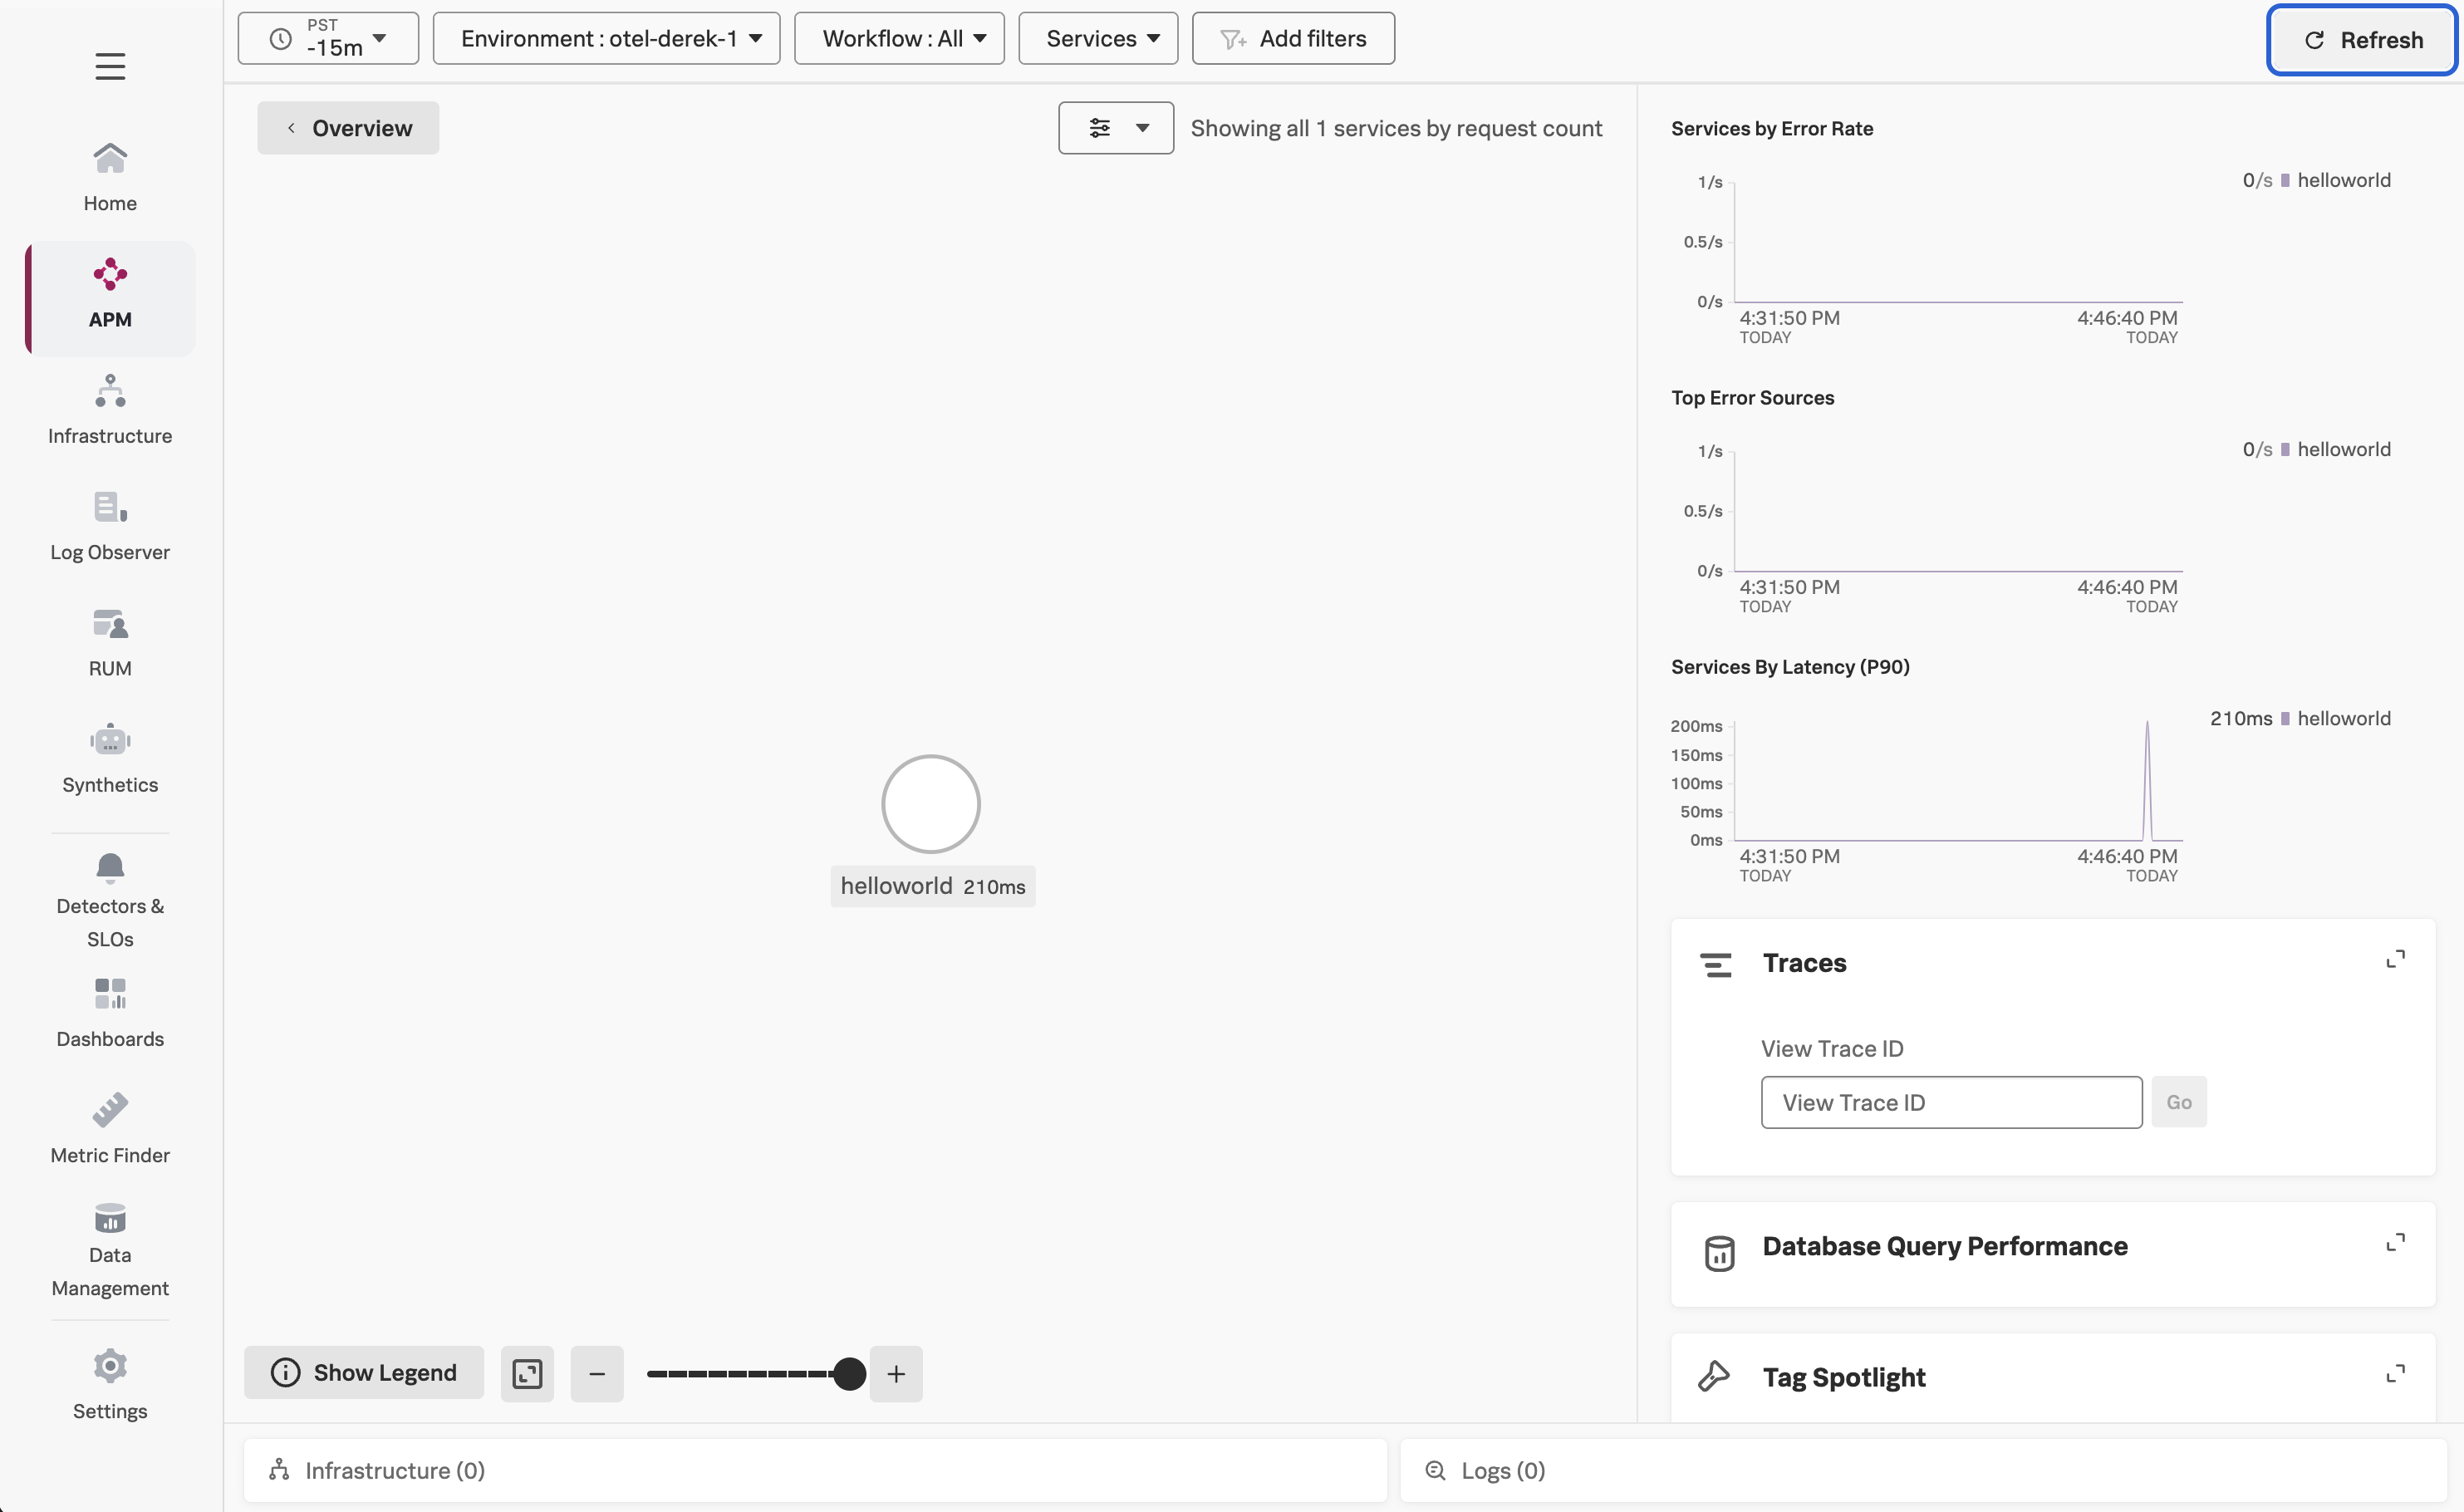 PST
-15m
Environment : otel-derek-1
Workflow : All
Services
Add filters
Refresh
Home
APM
Infrastructure
Log Observer
RUM
Synthetics
Detectors &
SLOs
Dashboards
Metric Finder
Data
Management
Settings
Overview
Showing all 1 services by request count
helloworld 210ms
Show Legend
Services by Error Rate
1/s
0.5/s
0/s
4:31:50 PM
TODAY
4:46:40 PM
TODAY
0/s helloworld
Top Error Sources
1/s
0.5/s
0/s
4:31:50 PM
TODAY
4:46:40 PM
TODAY
0/s helloworld
Services By Latency (P90)
200ms
150ms
100ms
50ms
0ms
4:31:50 PM
TODAY
4:46:40 PM
TODAY
210ms helloworld
Traces
View Trace ID
View Trace ID
Go
Database Query Performance
Tag Spotlight
Infrastructure (0)
Logs (0)